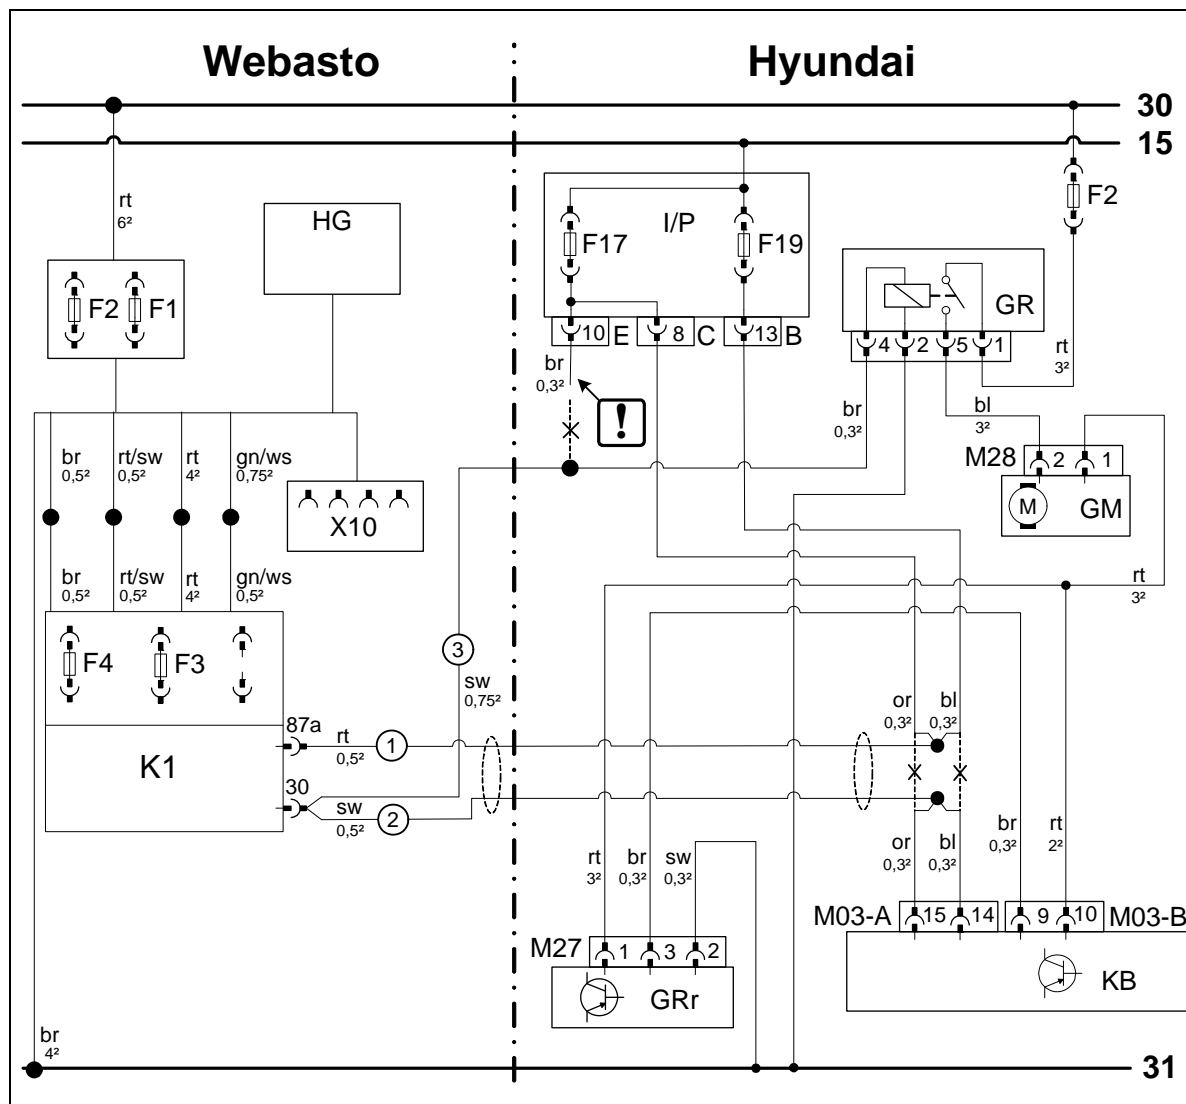 Webasto
Hyundai
30
15
rt
6²
HG
F2
F1
I/P
F17
F19
F2
GR
10
E
8
C
13
B
4
2
5
1
rt
3²
br
0,3²
!
br
0,3²
bl
3²
M28
2
1
M
GM
br
0,5²
rt/sw
0,5²
rt
4²
gn/ws
0,75²
X10
br
0,5²
rt/sw
0,5²
rt
4²
gn/ws
0,5²
rt
3²
F4
F3
3
sw
0,75²
or
0,3²
bl
0,3²
87a
rt
0,5²
1
K1
30
sw
0,5²
2
rt
3²
br
0,3²
sw
0,3²
or
0,3²
bl
0,3²
br
0,3²
rt
2²
M03-A
15
14
9
10
M03-B
M27
1
3
2
GRr
KB
br
4²
31